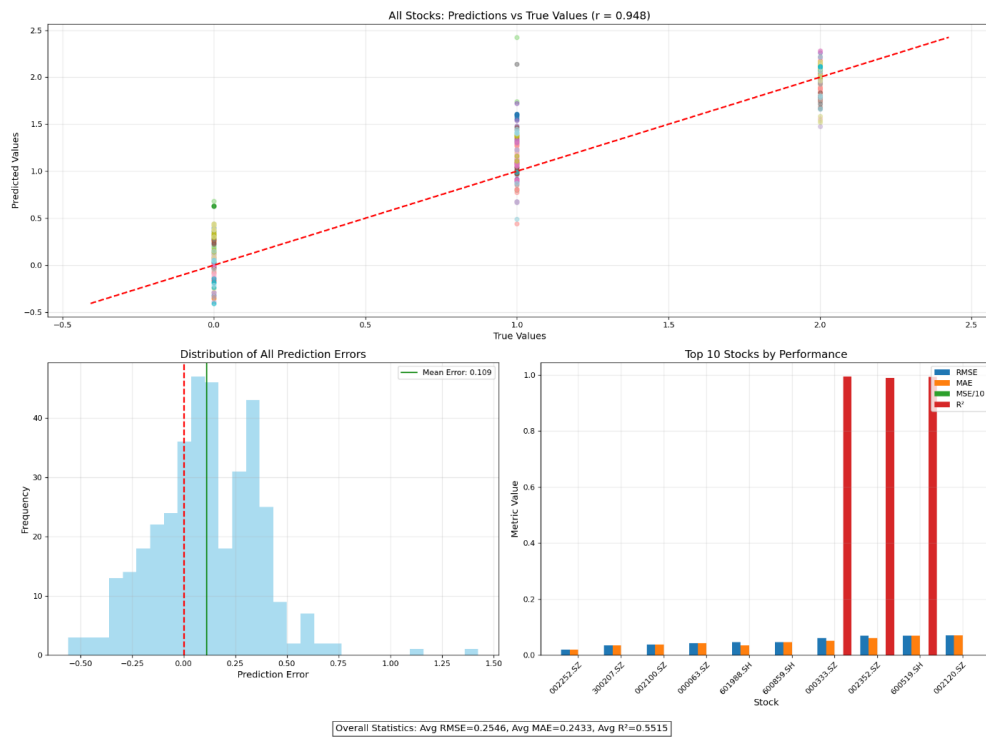 All Stocks: Predictions vs True Values (r = 0.948)
2.5
2.0
1.5
1.0
0.5
0.0
−0.5
Predicted Values
−0.5
0.0
0.5
1.0
1.5
2.0
2.5
True Values
Distribution of All Prediction Errors
Mean Error: 0.109
40
30
20
10
0
Frequency
−0.50
−0.25
0.00
0.25
0.50
0.75
1.00
1.25
1.50
Prediction Error
Top 10 Stocks by Performance
RMSE
MAE
MSE/10
R²
1.0
0.8
0.6
0.4
0.2
0.0
Metric Value
002252.SZ
300207.SZ
002100.SZ
000063.SZ
601988.SH
600859.SH
000333.SZ
002352.SZ
600519.SH
002120.SZ
Stock
Overall Statistics: Avg RMSE=0.2546, Avg MAE=0.2433, Avg R²=0.5515